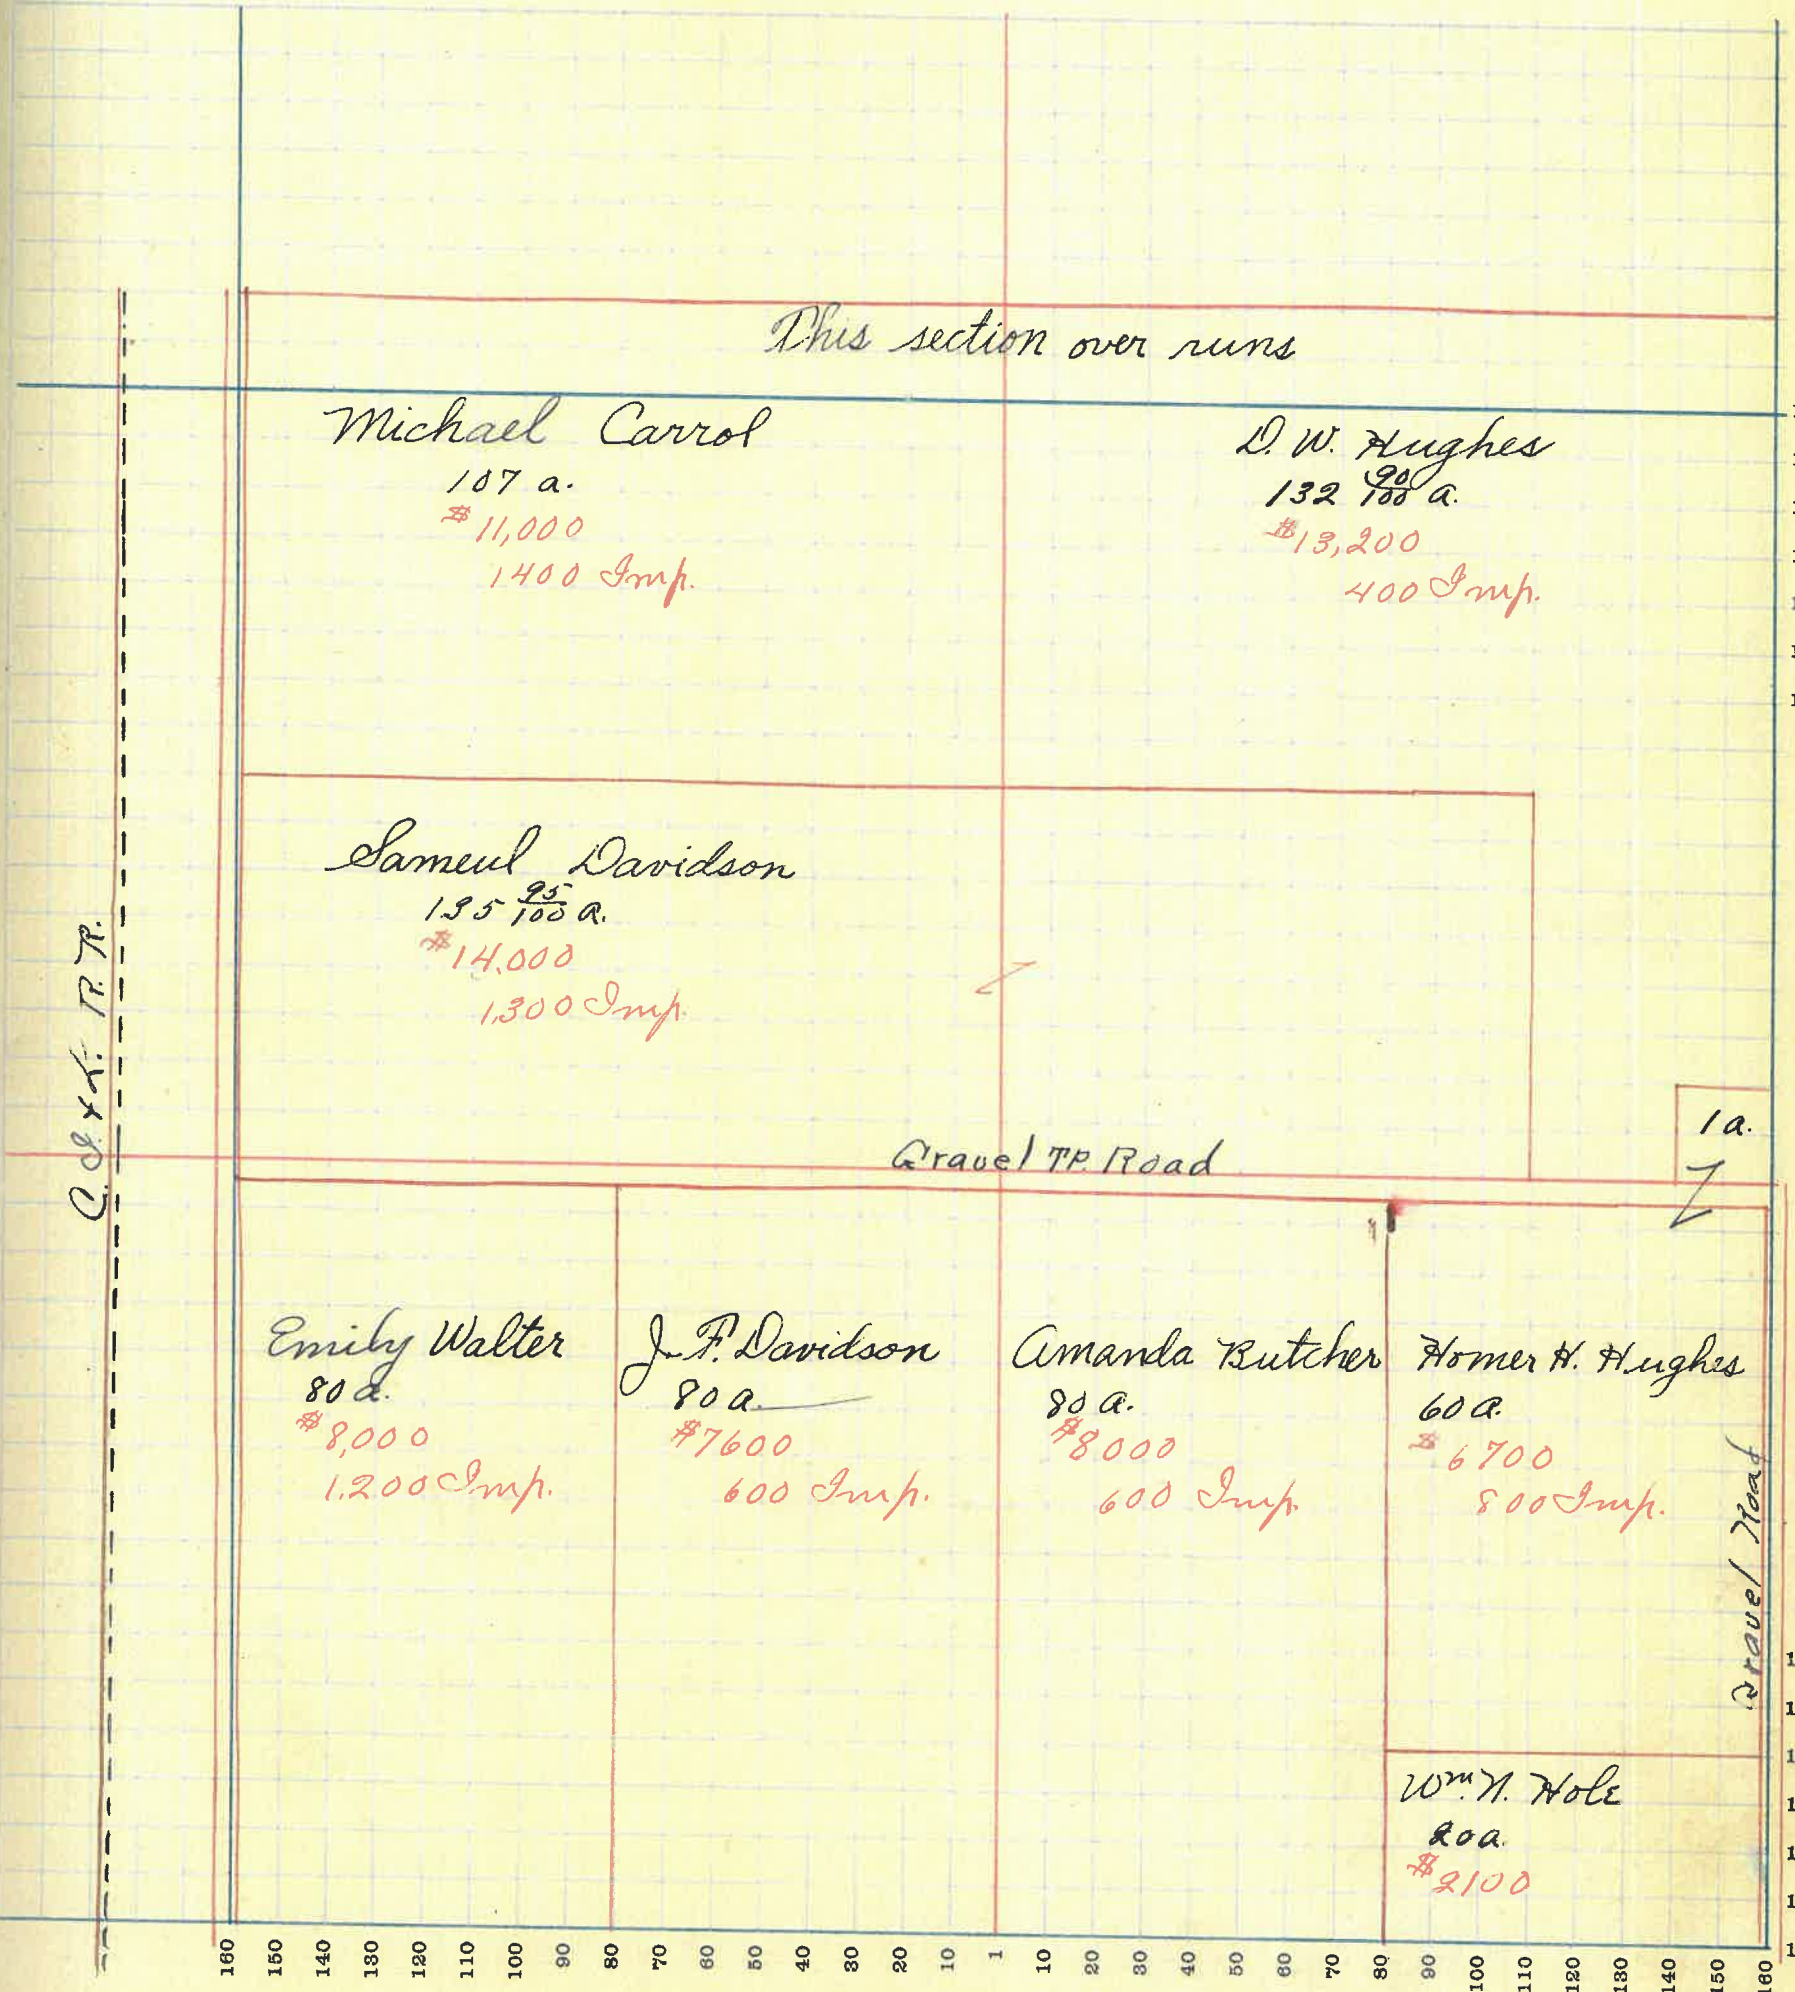 This section over runs
Michael Carrol
107 a.
$11,000
1400 Imp.
D. W. Hughes
132 90/100 a.
$13,200
400 Imp.
Sameul Davidson
135 95/100 a.
$14.000
1,300 Imp.
C. I. & L. R. R.
1 a.
Gravel TP. Road
Emily Walter
80 a.
$8,000
1.200 Imp.
J. F. Davidson
80 a.
$7600
600 Imp.
Amanda Butcher
80 a.
$8000
600 Imp.
Homer H. Hughes
60 a.
$6700
800 Imp.
Gravel Road
Wm. N. Hole
20 a.
$2100
160 150 140 130 120 110 100 90 80 70 60 50 40 30 20 10 1 10 20 30 40 50 60 70 80 90 100 110 120 130 140 150 160